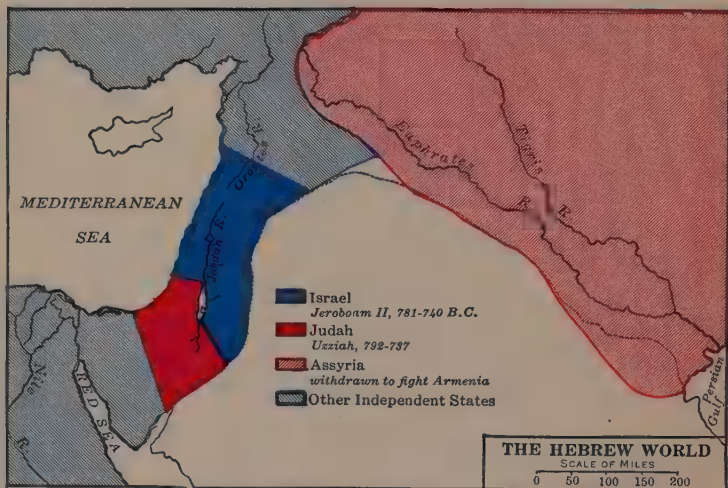 MEDITERRANEAN
SEA
Orontes
R.
Jordan R.
Euphrates
R.
Tigris
R.
Persian
Gulf
Nile
R.
RED SEA
Israel
Jeroboam II, 781-740 B.C.
Judah
Uzziah, 792-737
Assyria
withdrawn to fight Armenia
Other Independent States
THE HEBREW WORLD
SCALE OF MILES
0 50 100 150 200